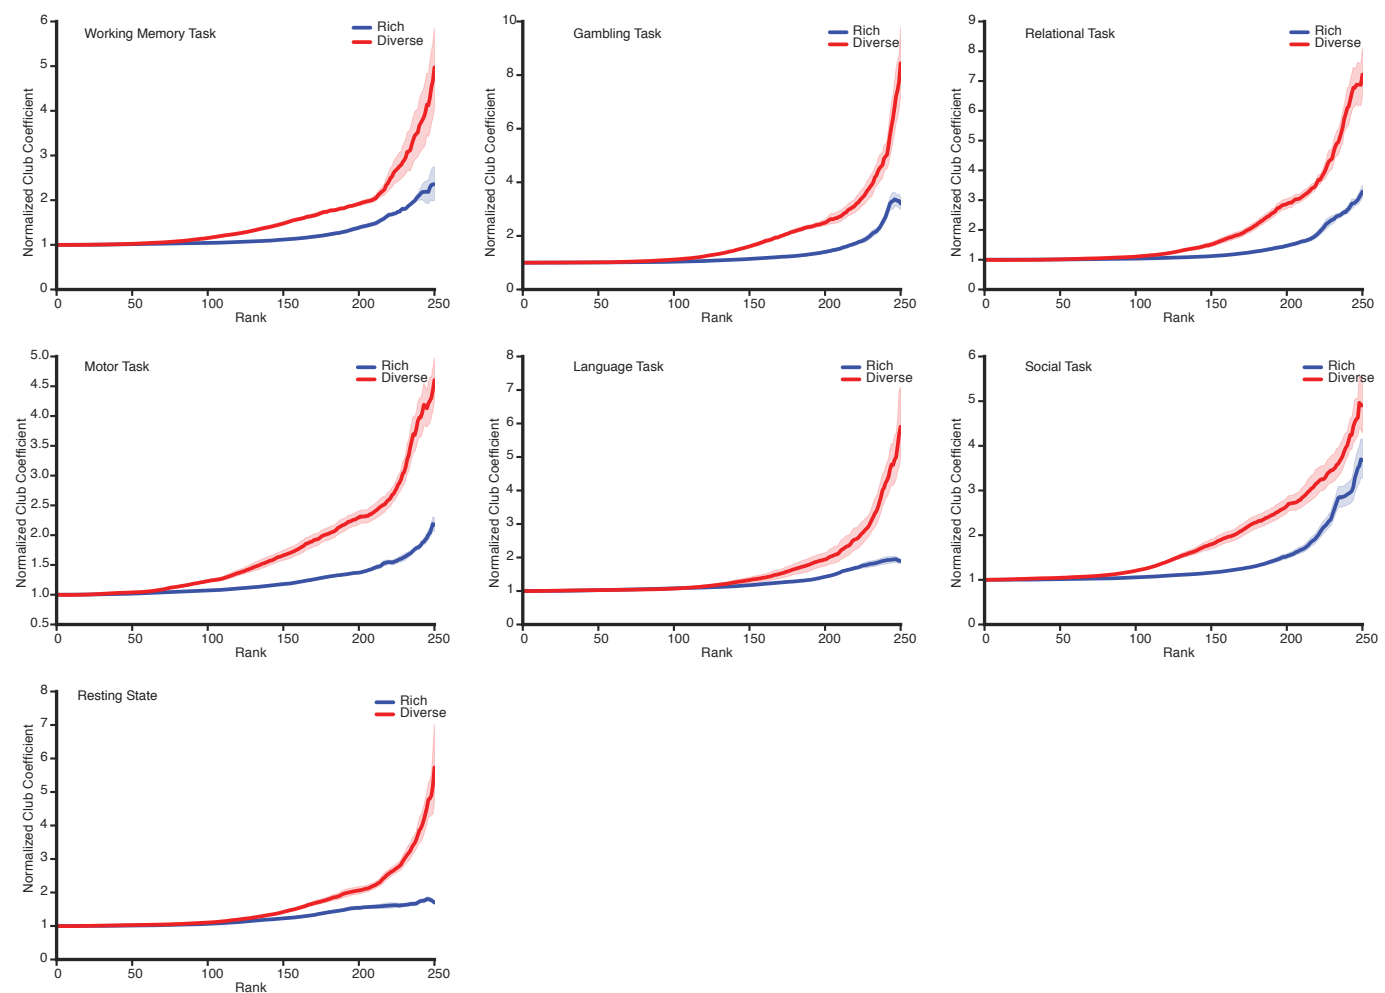 Working Memory Task
Rich
Diverse
Normalized Club Coefficient
6
5
4
3
2
1
0
0 50 100 150 200 250
Rank
Gambling Task
Rich
Diverse
Normalized Club Coefficient
10
8
6
4
2
0
0 50 100 150 200 250
Rank
Relational Task
Rich
Diverse
Normalized Club Coefficient
9
8
7
6
5
4
3
2
1
0
0 50 100 150 200 250
Rank
Motor Task
Rich
Diverse
Normalized Club Coefficient
5.0
4.5
4.0
3.5
3.0
2.5
2.0
1.5
1.0
0.5
0 50 100 150 200 250
Rank
Language Task
Rich
Diverse
Normalized Club Coefficient
8
7
6
5
4
3
2
1
0
0 50 100 150 200 250
Rank
Social Task
Rich
Diverse
Normalized Club Coefficient
6
5
4
3
2
1
0
0 50 100 150 200 250
Rank
Resting State
Rich
Diverse
Normalized Club Coefficient
8
7
6
5
4
3
2
1
0
0 50 100 150 200 250
Rank